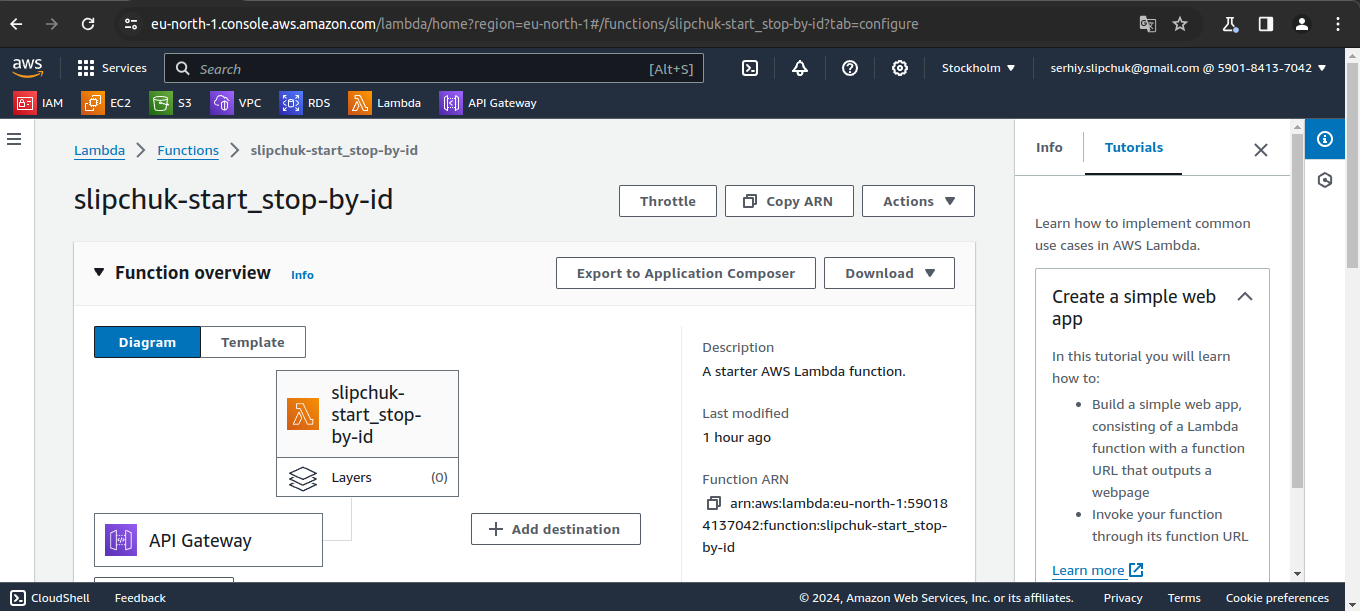 eu-north-1.console.aws.amazon.com/lambda/home?region=eu-north-1#/functions/slipchuk-start_stop-by-id?tab=configure
aws Services Search [Alt+S] Stockholm serhiy.slipchuk@gmail.com @ 5901-8413-7042
IAM EC2 S3 VPC RDS Lambda API Gateway
Lambda Functions slipchuk-start_stop-by-id
slipchuk-start_stop-by-id
Throttle Copy ARN Actions
Function overview Info
Export to Application Composer Download
Diagram Template
slipchuk-
start_stop-
by-id
Layers (0)
API Gateway
Add destination
Description
A starter AWS Lambda function.
Last modified
1 hour ago
Function ARN
arn:aws:lambda:eu-north-1:59018
4137042:function:slipchuk-start_stop-
by-id
Info Tutorials
Learn how to implement common
use cases in AWS Lambda.
Create a simple web
app
In this tutorial you will learn
how to:
• Build a simple web app,
consisting of a Lambda
function with a function
URL that outputs a
webpage
• Invoke your function
through its function URL
Learn more
CloudShell Feedback © 2024, Amazon Web Services, Inc. or its affiliates. Privacy Terms Cookie preferences